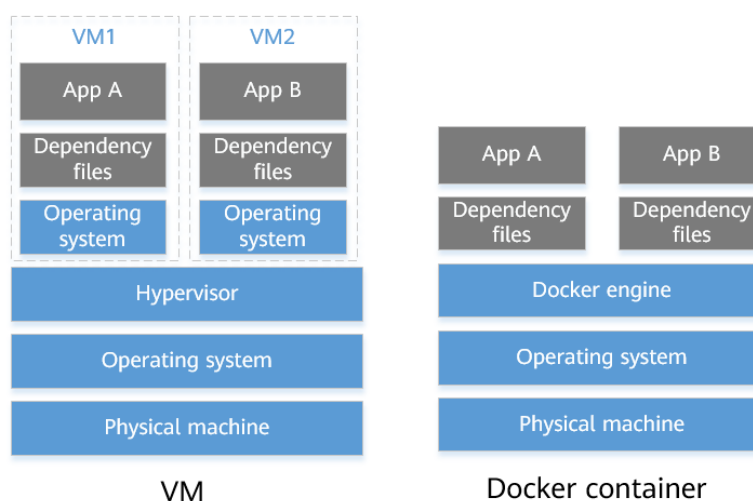 VM1
VM2
App A
App B
Dependency
files
Dependency
files
Operating
system
Operating
system
Hypervisor
Operating system
Physical machine
VM
App A
App B
Dependency
files
Dependency
files
Docker engine
Operating system
Physical machine
Docker container